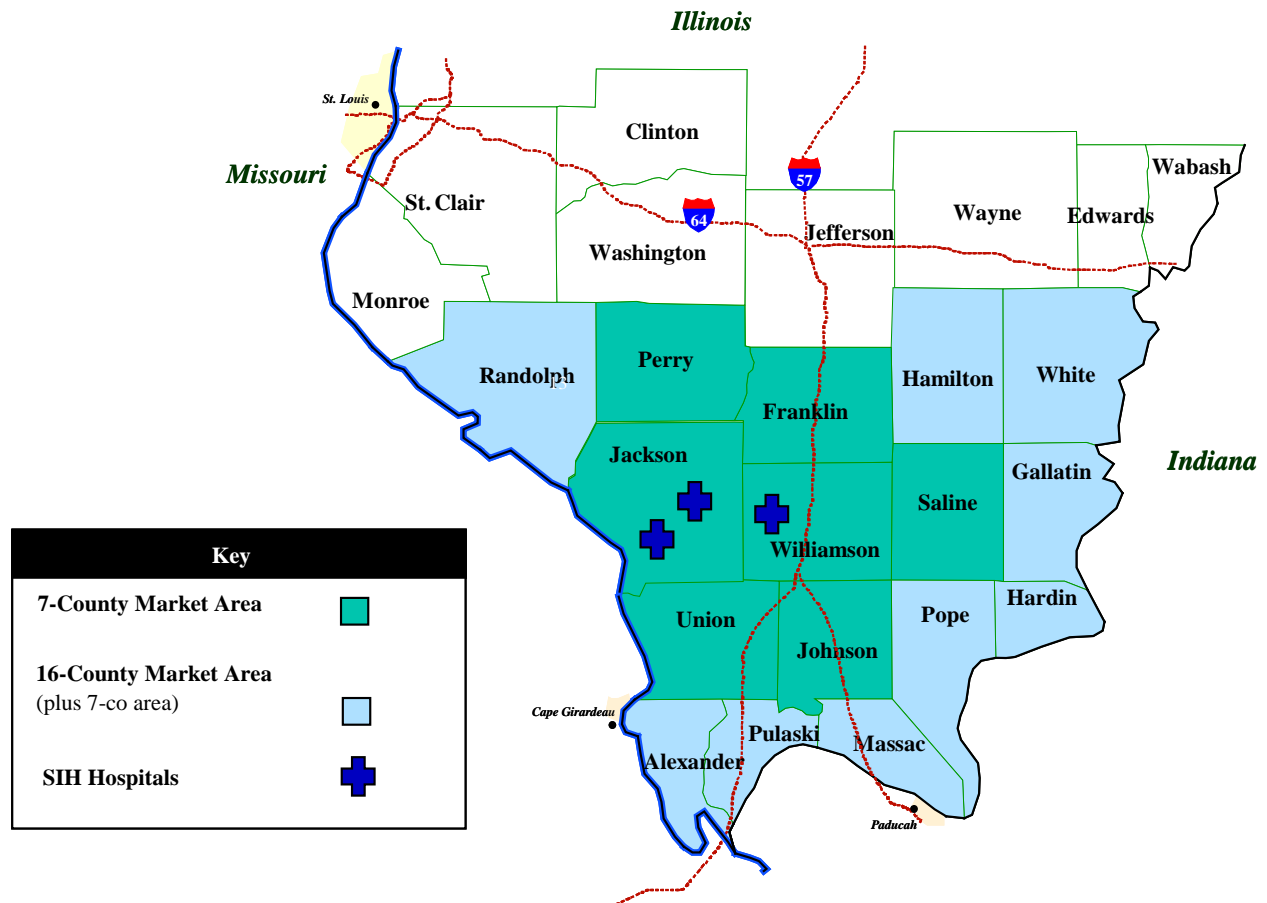 Illinois
St. Louis
Clinton
Wabash
Missouri
57
St. Clair
64
Wayne
Edwards
Jefferson
Washington
Monroe
Randolph
Perry
Hamilton
White
Franklin
Jackson
Gallatin
Indiana
Saline
Williamson
Key
7-County Market Area
Union
Pope
Hardin
Johnson
16-County Market Area
(plus 7-co area)
Cape Girardeau
Pulaski
Massac
Alexander
SIH Hospitals
Paducah